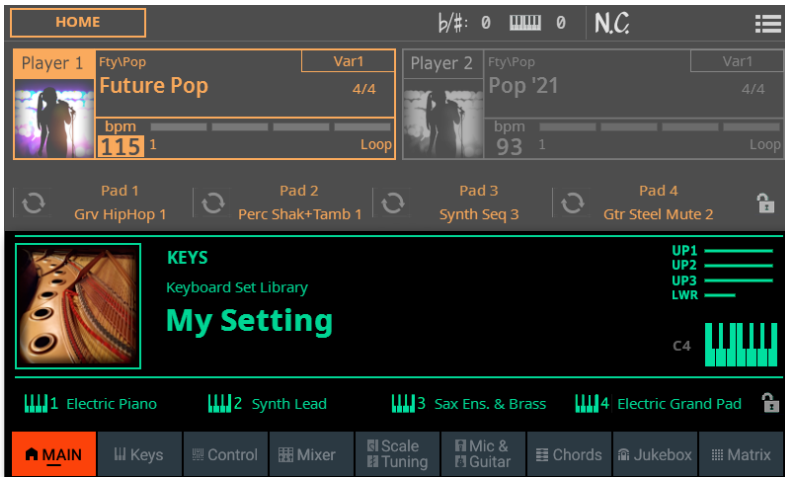 HOME
b/#: 0 0 N.C.
Player 1 Fty\Pop Var1
Future Pop 4/4
bpm
115 1 Loop
Player 2 Fty\Pop Var1
Pop '21 4/4
bpm
93 1 Loop
Pad 1
Grv HipHop 1
Pad 2
Perc Shak+Tamb 1
Pad 3
Synth Seq 3
Pad 4
Gtr Steel Mute 2
KEYS
Keyboard Set Library
My Setting
UP1
UP2
UP3
LWR
C4
1 Electric Piano
2 Synth Lead
3 Sax Ens. & Brass
4 Electric Grand Pad
MAIN
Keys
Control
Mixer
Scale
Tuning
Mic &
Guitar
Chords
Jukebox
Matrix